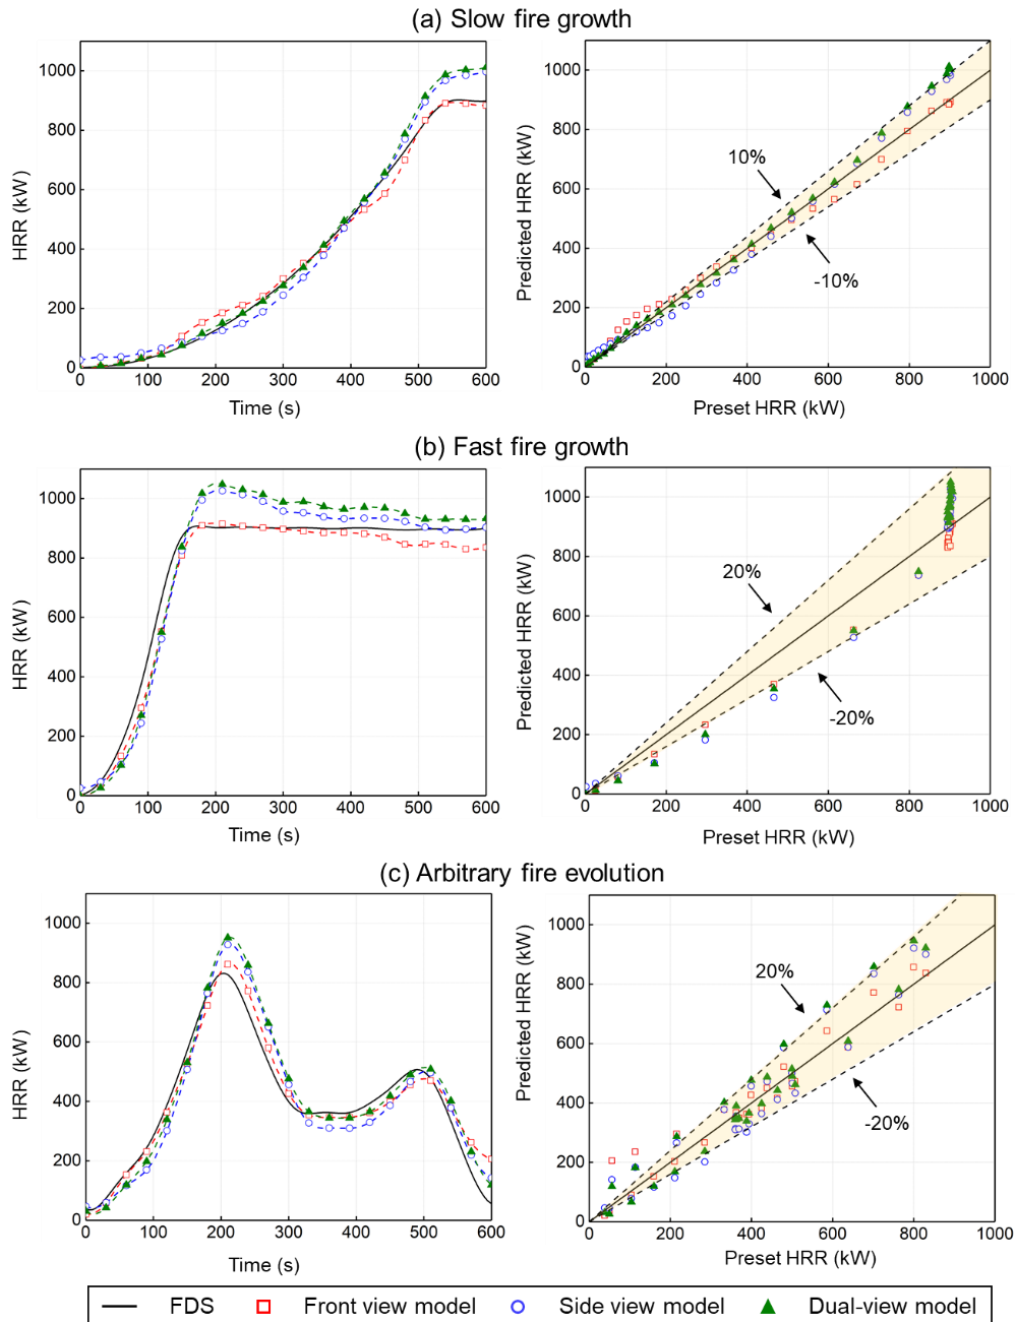 (a) Slow fire growth
1000
800
600
400
200
0
HRR (kW)
0 100 200 300 400 500 600
Time (s)
1000
800
600
400
200
0
Predicted HRR (kW)
10%
-10%
0 200 400 600 800 1000
Preset HRR (kW)
(b) Fast fire growth
1000
800
600
400
200
0
HRR (kW)
0 100 200 300 400 500 600
Time (s)
1000
800
600
400
200
0
Predicted HRR (kW)
20%
-20%
0 200 400 600 800 1000
Preset HRR (kW)
(c) Arbitrary fire evolution
1000
800
600
400
200
0
HRR (kW)
0 100 200 300 400 500 600
Time (s)
1000
800
600
400
200
0
Predicted HRR (kW)
20%
-20%
0 200 400 600 800 1000
Preset HRR (kW)
FDS Front view model Side view model Dual-view model